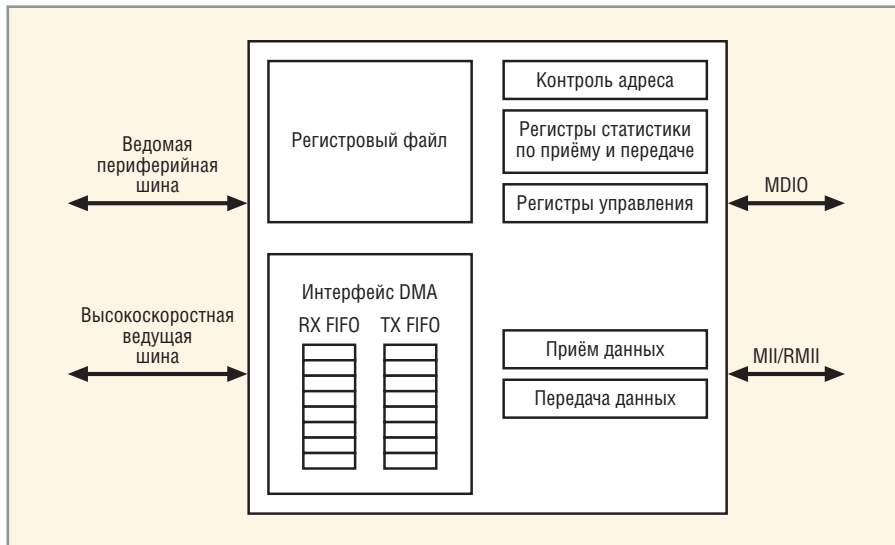 Ведомая
периферийная
шина
Высокоскоростная
ведущая
шина
Регистровый файл
Интерфейс DMA
RX FIFO TX FIFO
Контроль адреса
Регистры статистики
по приёму и передаче
Регистры управления
Приём данных
Передача данных
MDIO
MII/RMII